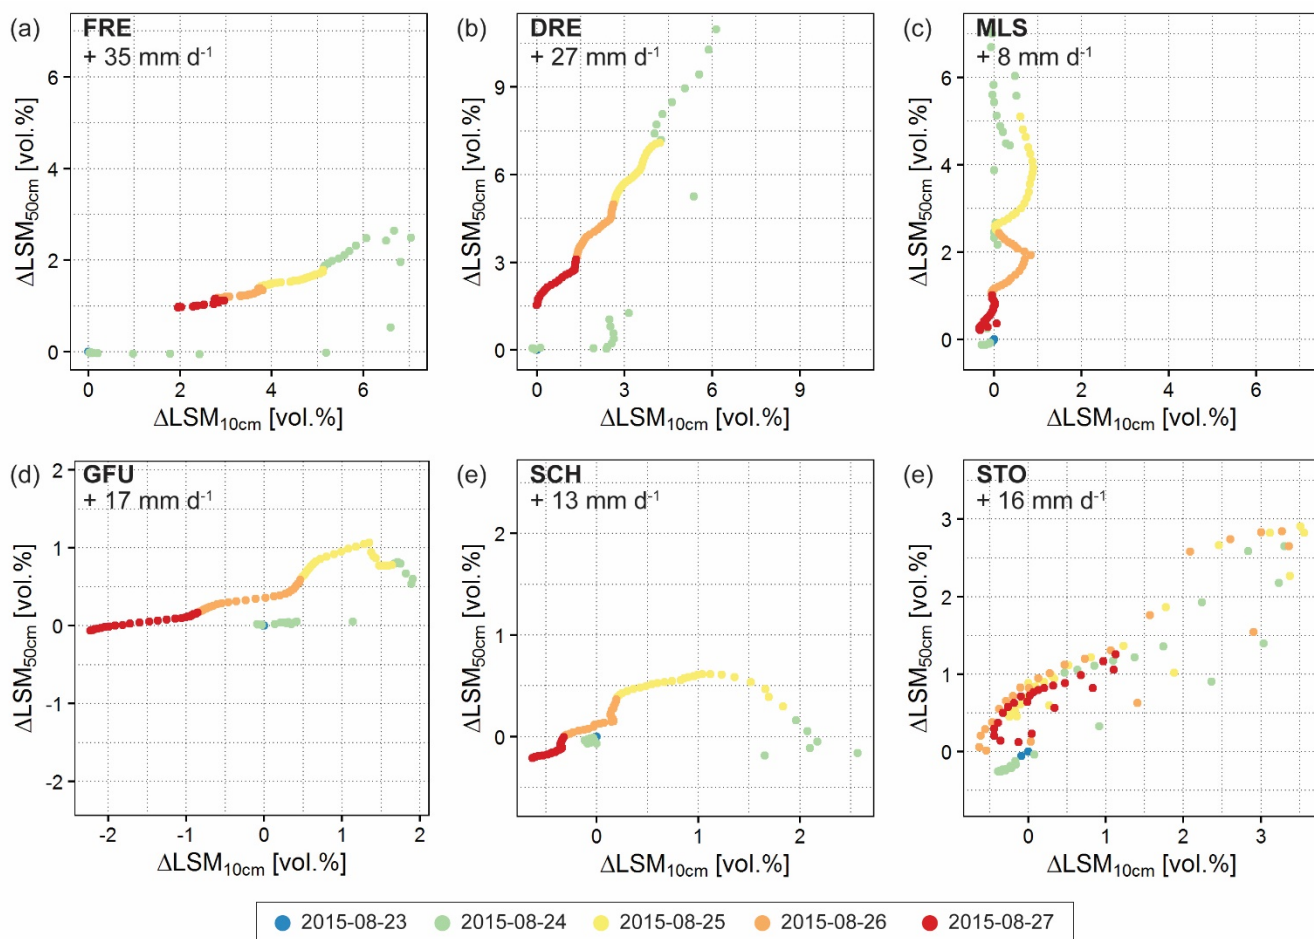 (a) FRE
+ 35 mm d⁻¹
6
4
2
0
0 2 4 6
ΔLSM₅₀cm [vol.%]
ΔLSM₁₀cm [vol.%]
(b) DRE
+ 27 mm d⁻¹
9
6
3
0
0 3 6 9
ΔLSM₅₀cm [vol.%]
ΔLSM₁₀cm [vol.%]
(c) MLS
+ 8 mm d⁻¹
6
4
2
0
0 2 4 6
ΔLSM₅₀cm [vol.%]
ΔLSM₁₀cm [vol.%]
(d) GFU
+ 17 mm d⁻¹
2
1
0
-1
-2
-2 -1 0 1 2
ΔLSM₅₀cm [vol.%]
ΔLSM₁₀cm [vol.%]
(e) SCH
+ 13 mm d⁻¹
2
1
0
0 1 2
ΔLSM₅₀cm [vol.%]
ΔLSM₁₀cm [vol.%]
(e) STO
+ 16 mm d⁻¹
3
2
1
0
0 1 2 3
ΔLSM₅₀cm [vol.%]
ΔLSM₁₀cm [vol.%]
2015-08-23 2015-08-24 2015-08-25 2015-08-26 2015-08-27